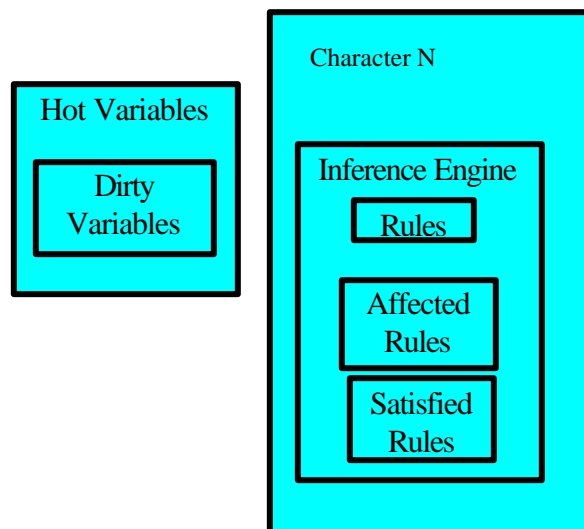 Character N
Hot Variables
Dirty
Variables
Inference Engine
Rules
Affected
Rules
Satisfied
Rules